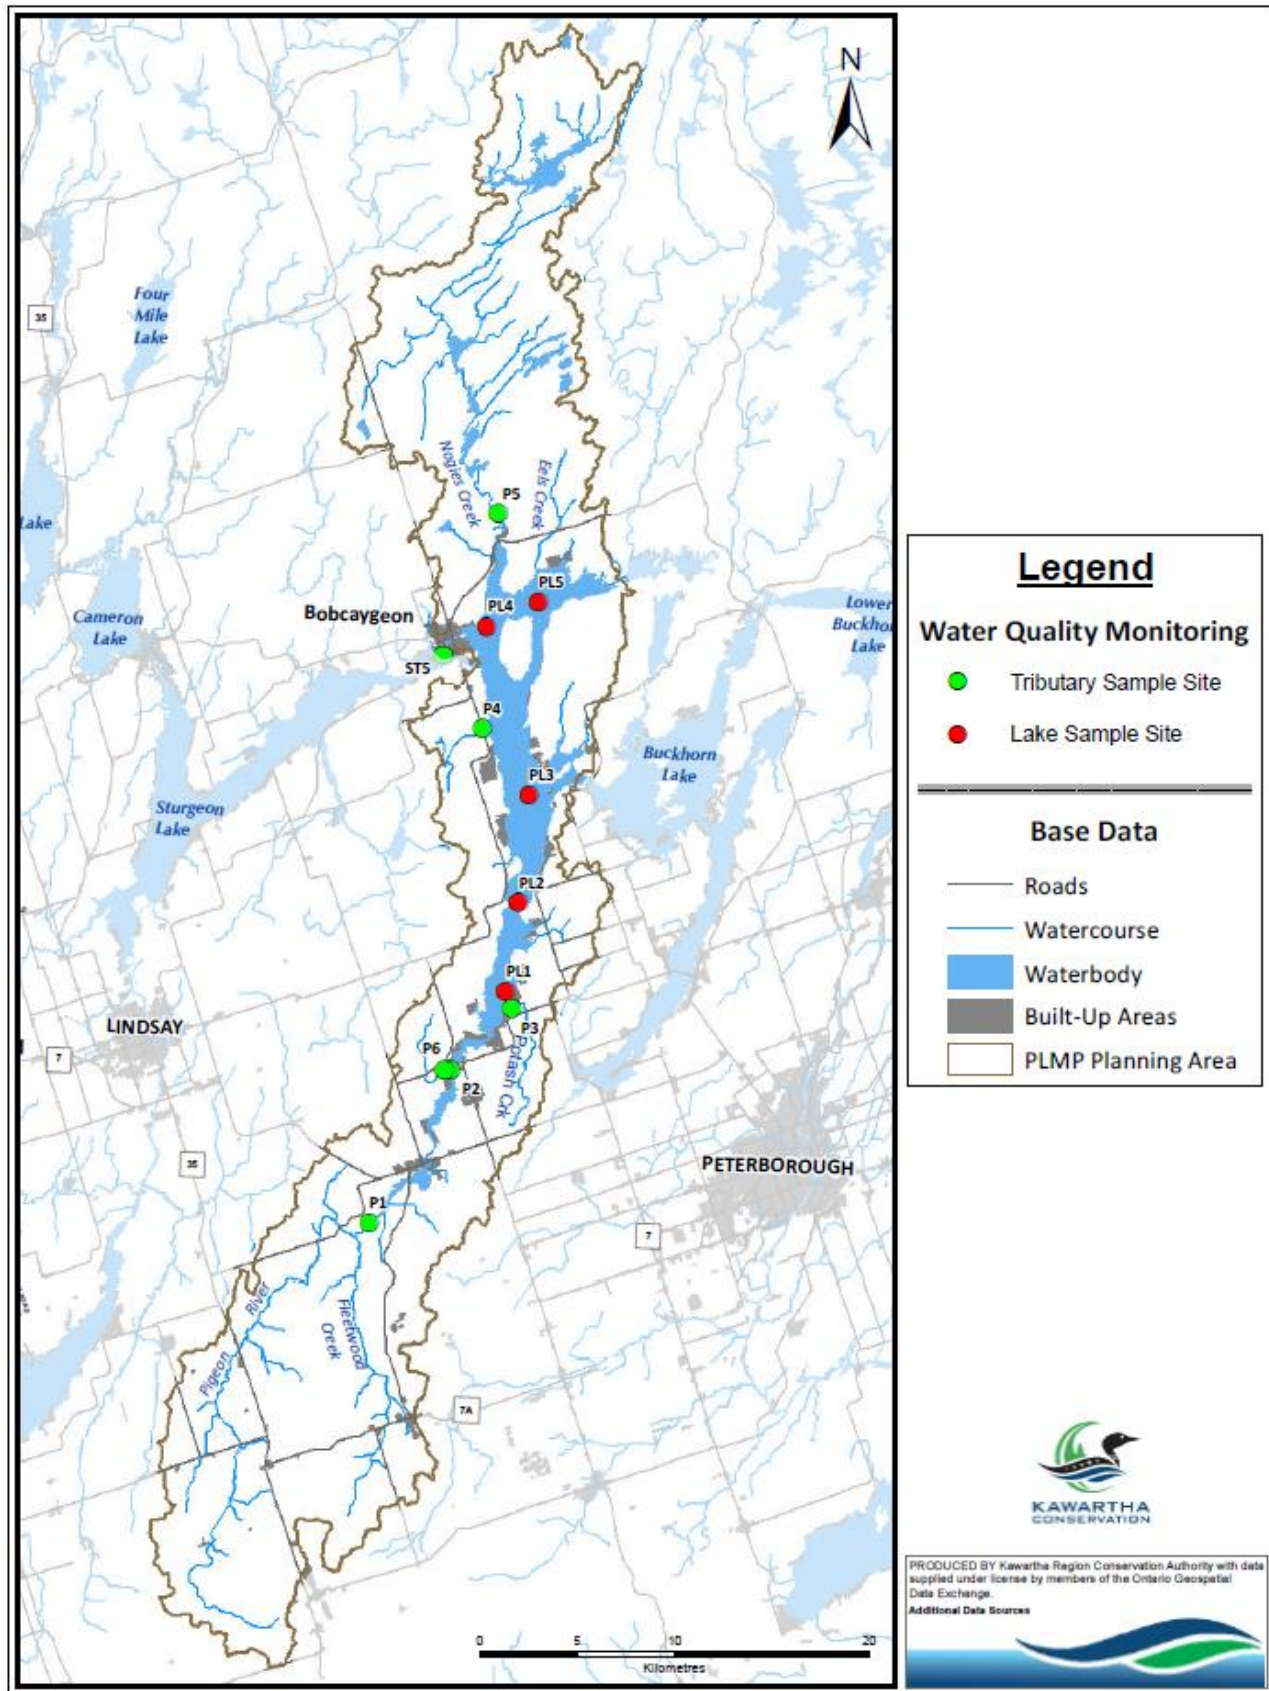 N
35
Four
Mile
Lake
Nogies Creek
Eels Creek
P5
Lake
PL5
PL4
Bobcaygeon
Cameron
Lake
Lower
Buckhor
Lake
ST5
P4
Buckhorn
Lake
PL3
Sturgeon
Lake
PL2
PL1
LINDSAY
P3
7
P6
P2
Potash Crk
35
PETERBOROUGH
P1
7
Pigeon River
Fleetwood
Creek
7A
0 5 10 20
Kilometres
Legend
Water Quality Monitoring
Tributary Sample Site
Lake Sample Site
Base Data
Roads
Watercourse
Waterbody
Built-Up Areas
PLMP Planning Area
KAWARTHA
CONSERVATION
PRODUCED BY Kawartha Region Conservation Authority with data
supplied under license by members of the Ontario Geospatial
Data Exchange.
Additional Data Sources